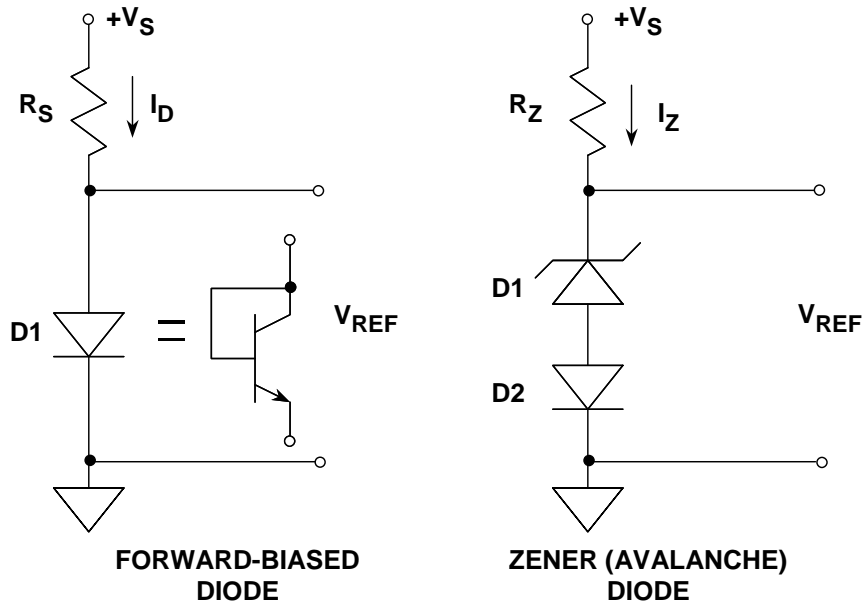 +VS
RS
ID
D1
=
VREF
FORWARD-BIASED
DIODE
+VS
RZ
IZ
D1
D2
VREF
ZENER (AVALANCHE)
DIODE